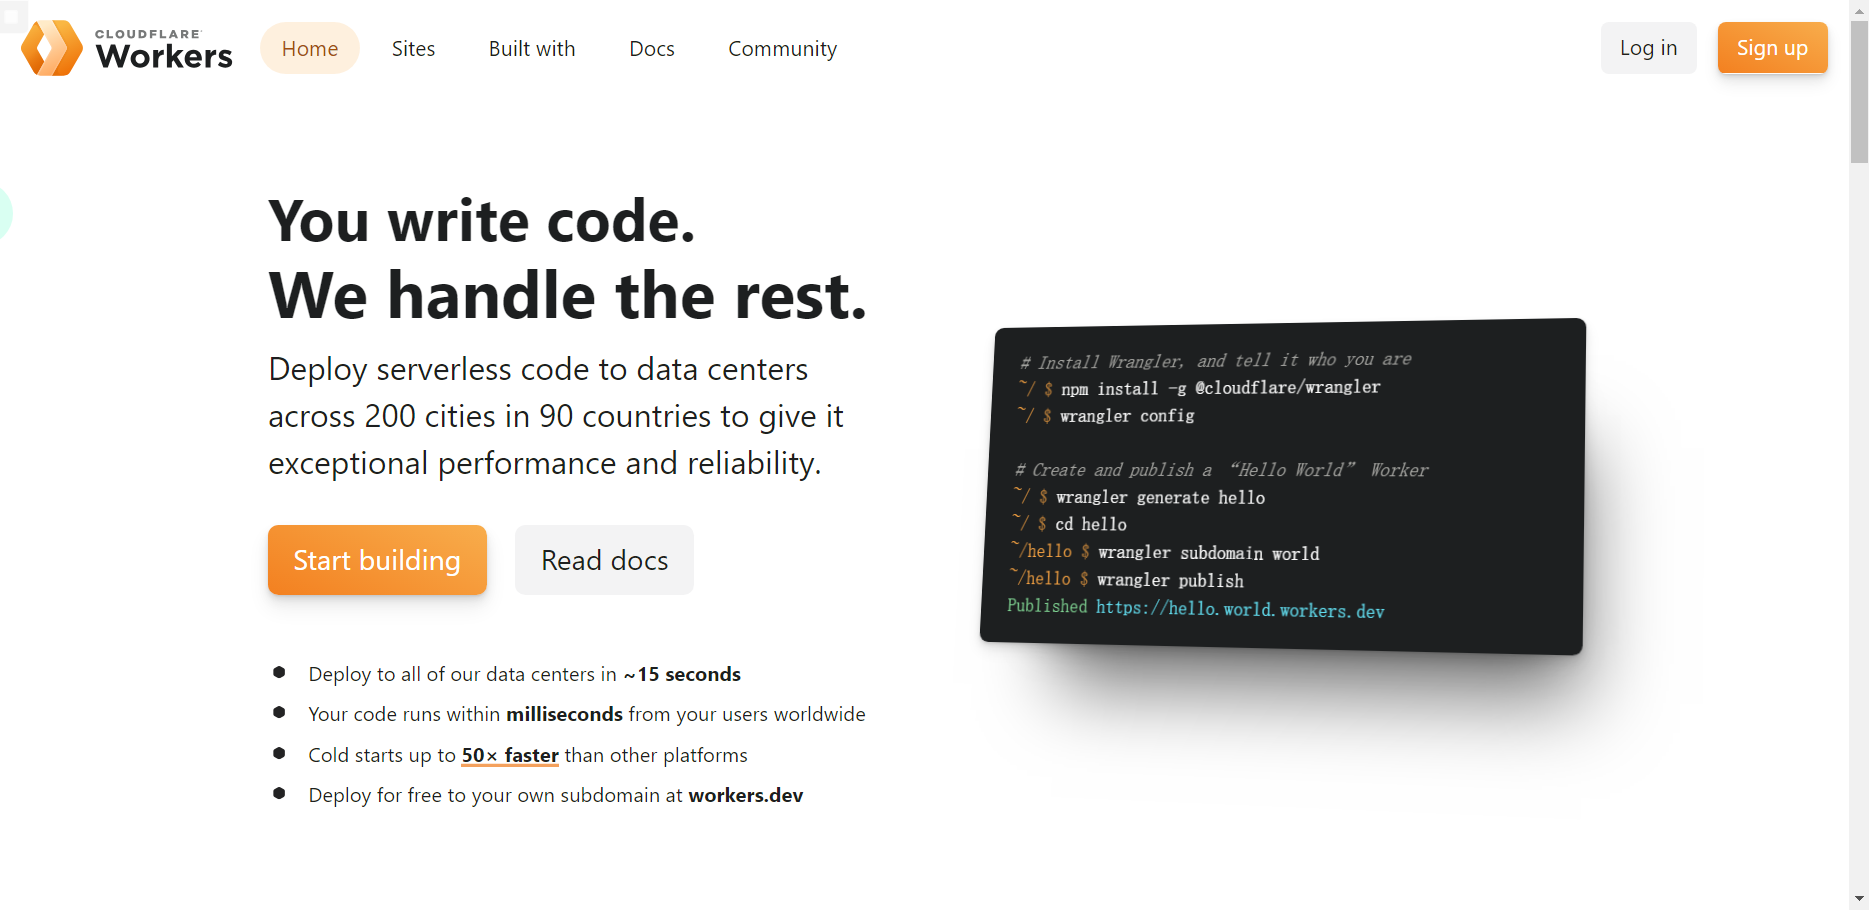 CLOUDFLARE
Workers
Home
Sites
Built with
Docs
Community
Log in
Sign up
You write code.
We handle the rest.
Deploy serverless code to data centers
across 200 cities in 90 countries to give it
exceptional performance and reliability.
Start building
Read docs
Deploy to all of our data centers in ~15 seconds
Your code runs within milliseconds from your users worldwide
Cold starts up to 50× faster than other platforms
Deploy for free to your own subdomain at workers.dev
# Install Wrangler, and tell it who you are
~/ $ npm install -g @cloudflare/wrangler
~/ $ wrangler config
# Create and publish a “Hello World” Worker
~/ $ wrangler generate hello
~/ $ cd hello
~/hello $ wrangler subdomain world
~/hello $ wrangler publish
Published https://hello.world.workers.dev